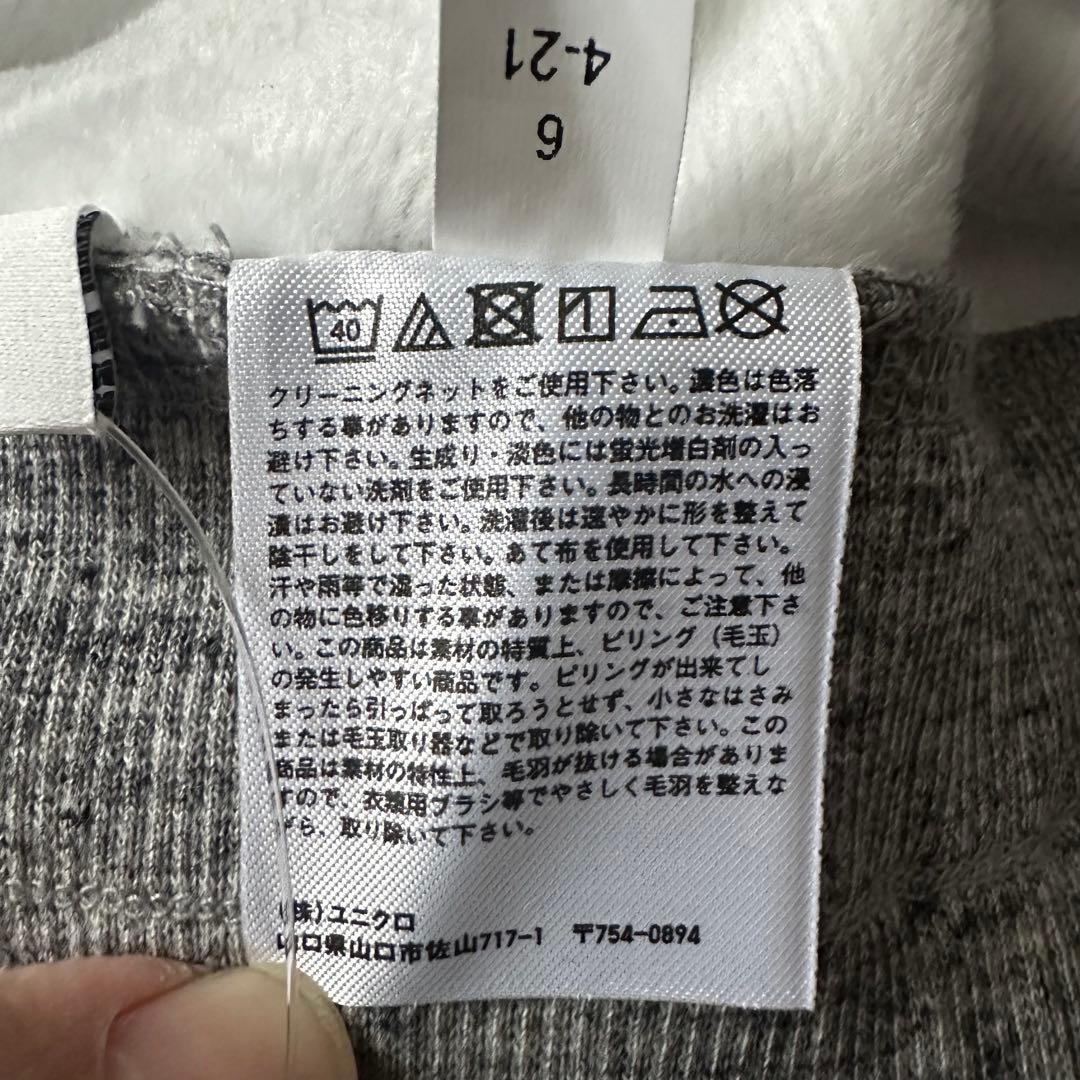 4-21
6
40
クリーニングネットをご使用下さい。濃色は色落
ちする事がありますので、他の物とのお洗濯はお
避け下さい。生成り・淡色には蛍光増白剤の入っ
ていない洗剤をご使用下さい。長時間の水への浸
漬はお避け下さい。洗濯後は速やかに形を整えて
陰干しをして下さい。あて布を使用して下さい。
汗や雨等で湿った状態、または摩擦によって、他
の物に色移りする事がありますので、ご注意下さ
い。この商品は素材の特質上、ピリング（毛玉）
の発生しやすい商品です。ピリングが出来てし
まったら引っぱって取ろうとせず、小さなはさみ
または毛玉取り器などで取り除いて下さい。この
商品は素材の特性上、毛羽が抜ける場合がありま
すので、衣類用ブラシ等でやさしく毛羽を整えな
がら、取り除いて下さい。
(株)ユニクロ
山口県山口市佐山717-1 〒754-0894